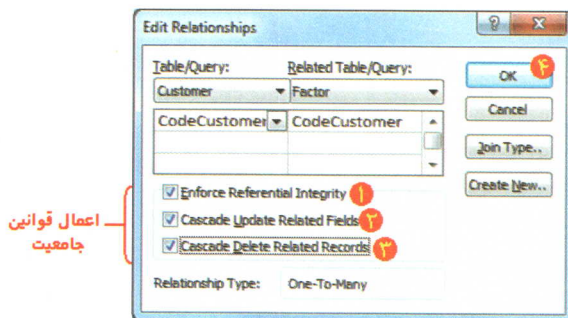 Edit Relationships
Table/Query: Related Table/Query:
Customer Factor
CodeCustomer CodeCustomer
OK ۴
Cancel
Join Type..
Create New..
Enforce Referential Integrity ۱
Cascade Update Related Fields ۲
Cascade Delete Related Records ۳
اعمال قوانین
جامعیت
Relationship Type: One-To-Many